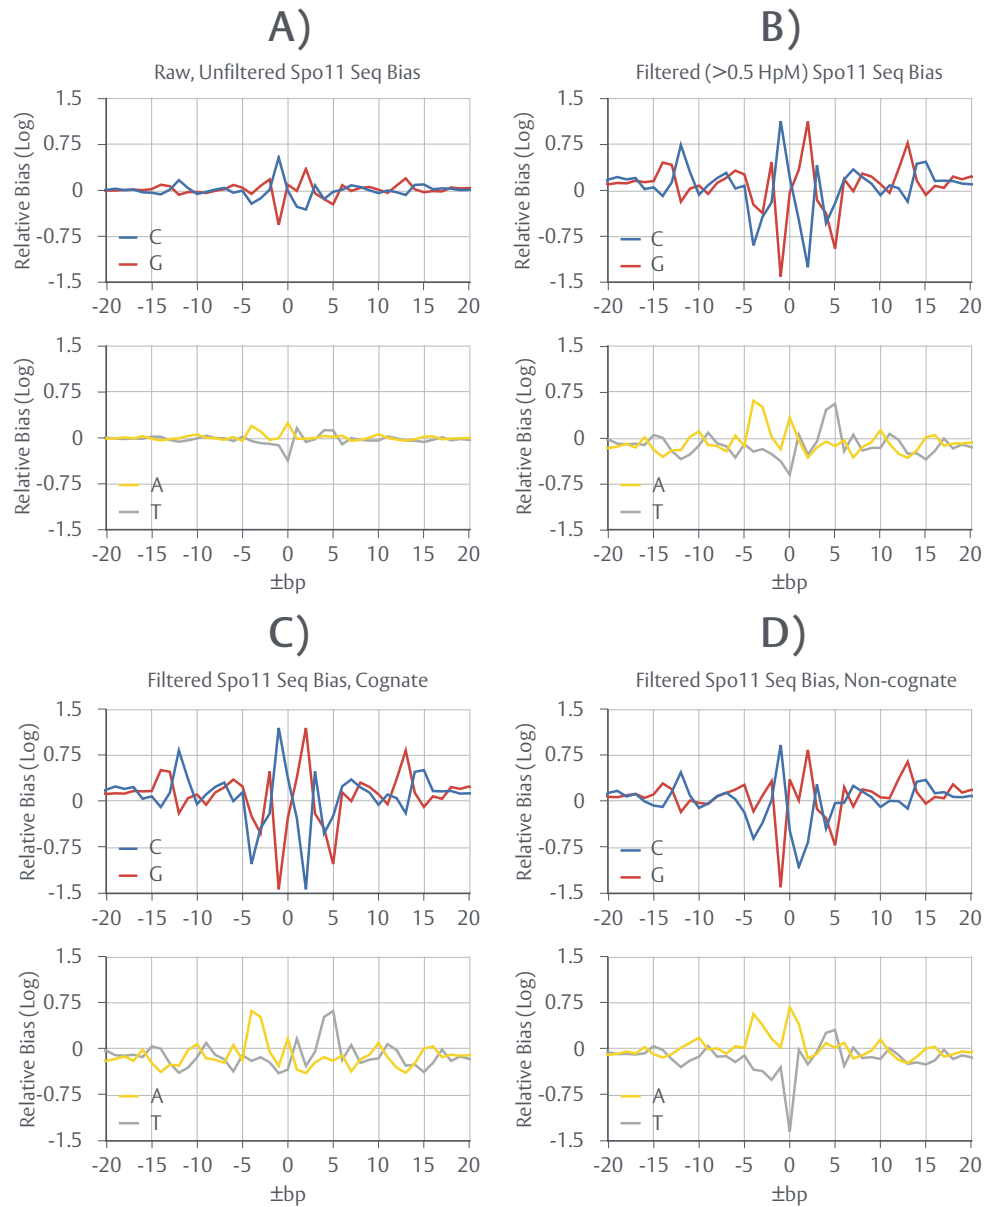 A)
Raw, Unfiltered Spo11 Seq Bias
Relative Bias (Log)
1.5
0.75
0
-0.75
-1.5
C
G
-20 -15 -10 -5 0 5 10 15 20
Relative Bias (Log)
1.5
0.75
0
-0.75
-1.5
A
T
-20 -15 -10 -5 0 5 10 15 20
±bp
B)
Filtered (>0.5 HpM) Spo11 Seq Bias
Relative Bias (Log)
1.5
0.75
0
-0.75
-1.5
C
G
-20 -15 -10 -5 0 5 10 15 20
Relative Bias (Log)
1.5
0.75
0
-0.75
-1.5
A
T
-20 -15 -10 -5 0 5 10 15 20
±bp
C)
Filtered Spo11 Seq Bias, Cognate
Relative Bias (Log)
1.5
0.75
0
-0.75
-1.5
C
G
-20 -15 -10 -5 0 5 10 15 20
Relative Bias (Log)
1.5
0.75
0
-0.75
-1.5
A
T
-20 -15 -10 -5 0 5 10 15 20
±bp
D)
Filtered Spo11 Seq Bias, Non-cognate
Relative Bias (Log)
1.5
0.75
0
-0.75
-1.5
C
G
-20 -15 -10 -5 0 5 10 15 20
Relative Bias (Log)
1.5
0.75
0
-0.75
-1.5
A
T
-20 -15 -10 -5 0 5 10 15 20
±bp